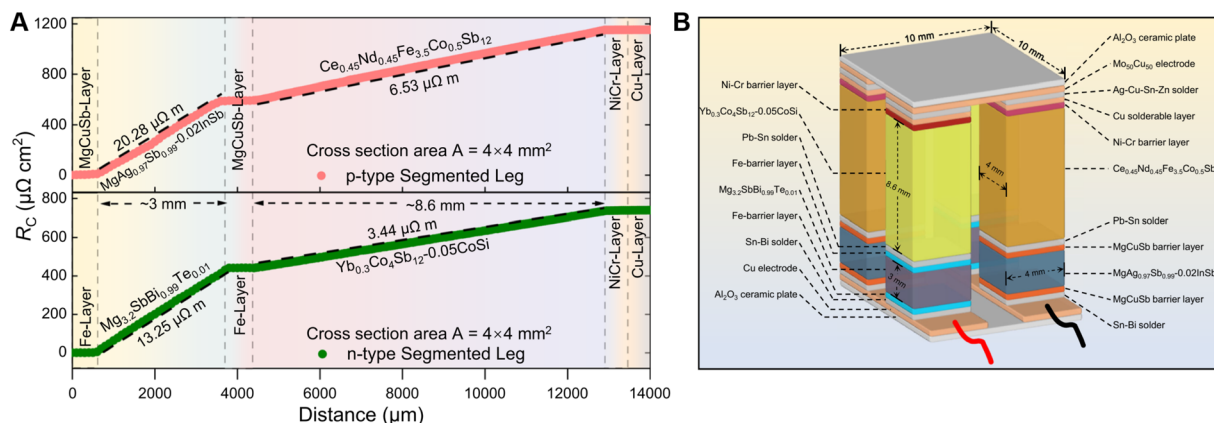 A
R_C (μΩ cm²)
1200
800
400
0
MgCuSb-Layer
20.28 μΩ m
MgAg₀.₉₇Sb₀.₉₉-0.02InSb
MgCuSb-Layer
Ce₀.₄₅Nd₀.₄₅Fe₃.₅Co₀.₅Sb₁₂
6.53 μΩ m
NiCr-Layer
Cu-Layer
Cross section area A = 4×4 mm²
p-type Segmented Leg
800
600
400
200
0
~3 mm
~8.6 mm
Fe-Layer
Mg₃.₂SbBi₀.₉₉Te₀.₀₁
13.25 μΩ m
Fe-Layer
3.44 μΩ m
Yb₀.₃Co₄Sb₁₂-0.05CoSi
NiCr-Layer
Cu-Layer
Cross section area A = 4×4 mm²
n-type Segmented Leg
0 2000 4000 6000 8000 10000 12000 14000
Distance (μm)
B
10 mm
10 mm
Ni-Cr barrier layer
Yb₀.₃Co₄Sb₁₂-0.05CoSi
Pb-Sn solder
Fe-barrier layer
Mg₃.₂SbBi₀.₉₉Te₀.₀₁
Fe-barrier layer
Sn-Bi solder
Cu electrode
Al₂O₃ ceramic plate
8.6 mm
3 mm
4 mm
4 mm
Al₂O₃ ceramic plate
Mo₅₀Cu₅₀ electrode
Ag-Cu-Sn-Zn solder
Cu solderable layer
Ni-Cr barrier layer
Ce₀.₄₅Nd₀.₄₅Fe₃.₅Co₀.₅Sb
Pb-Sn solder
MgCuSb barrier layer
MgAg₀.₉₇Sb₀.₉₉-0.02InSb
MgCuSb barrier layer
Sn-Bi solder